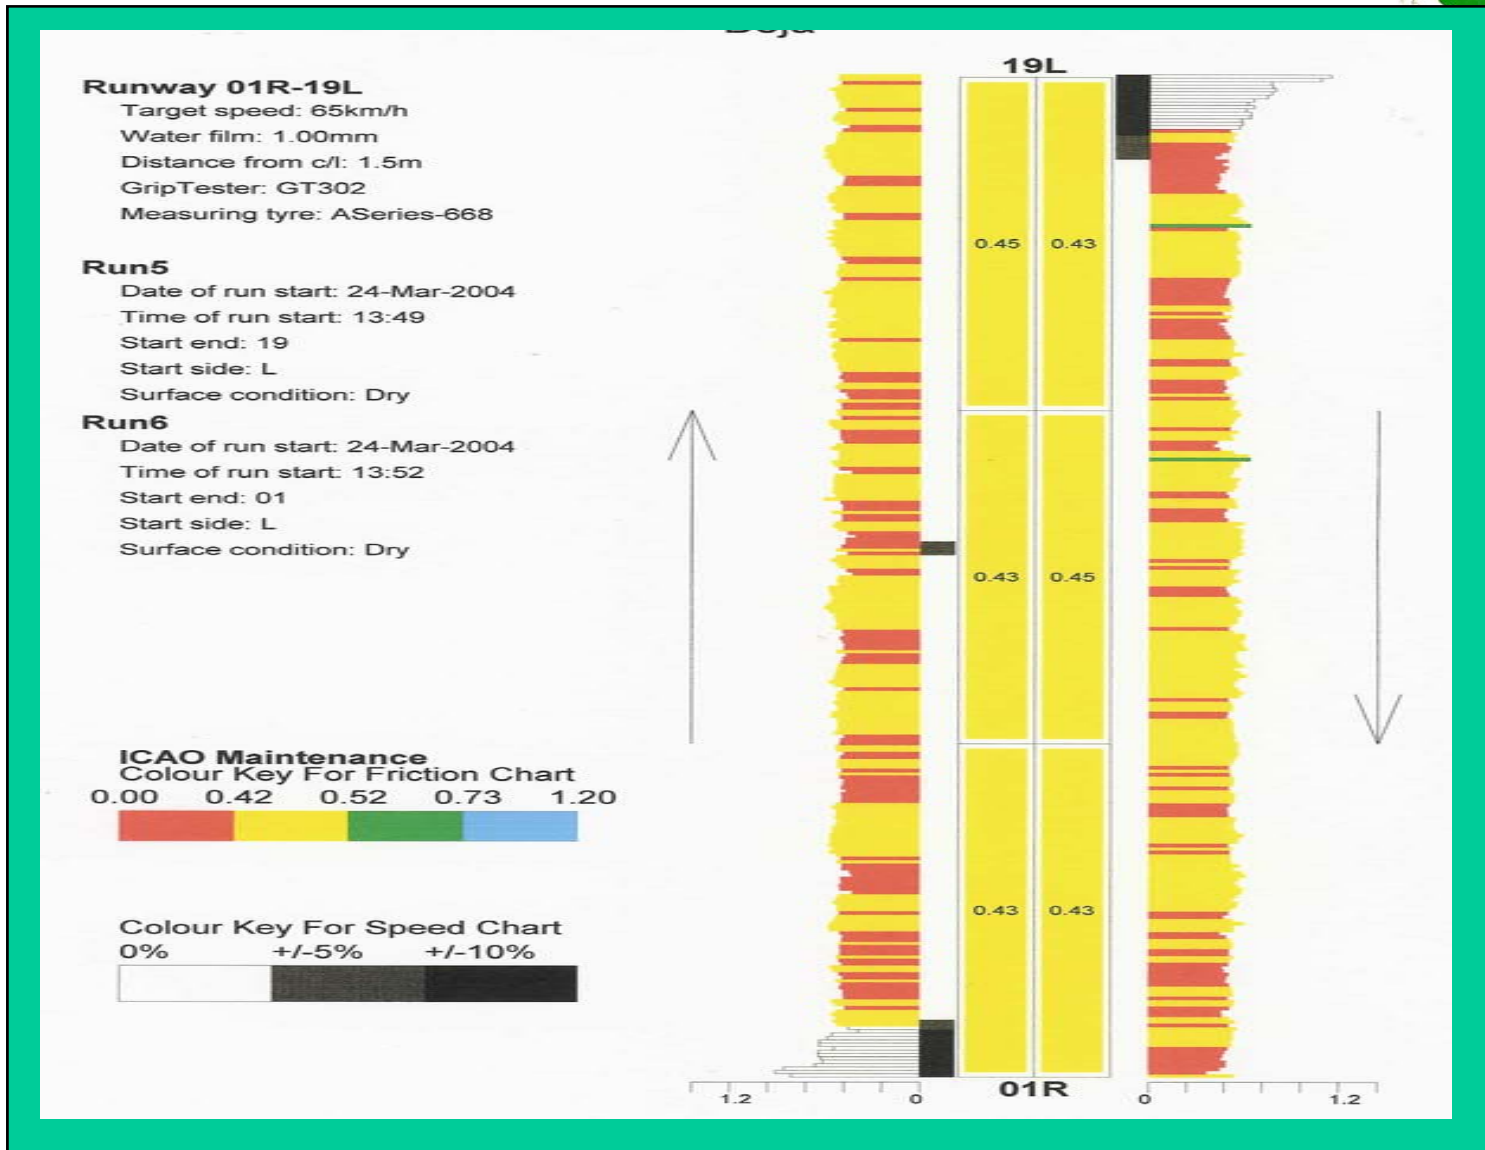 Runway 01R-19L
Target speed: 65km/h
Water film: 1.00mm
Distance from c/l: 1.5m
GripTester: GT302
Measuring tyre: ASeries-668
Run5
Date of run start: 24-Mar-2004
Time of run start: 13:49
Start end: 19
Start side: L
Surface condition: Dry
Run6
Date of run start: 24-Mar-2004
Time of run start: 13:52
Start end: 01
Start side: L
Surface condition: Dry
ICAO Maintenance
Colour Key For Friction Chart
0.00 0.42 0.52 0.73 1.20
Colour Key For Speed Chart
0% +/-5% +/-10%
19L
0.45 0.43
0.43 0.45
0.43 0.43
01R
1.2 0 0 1.2